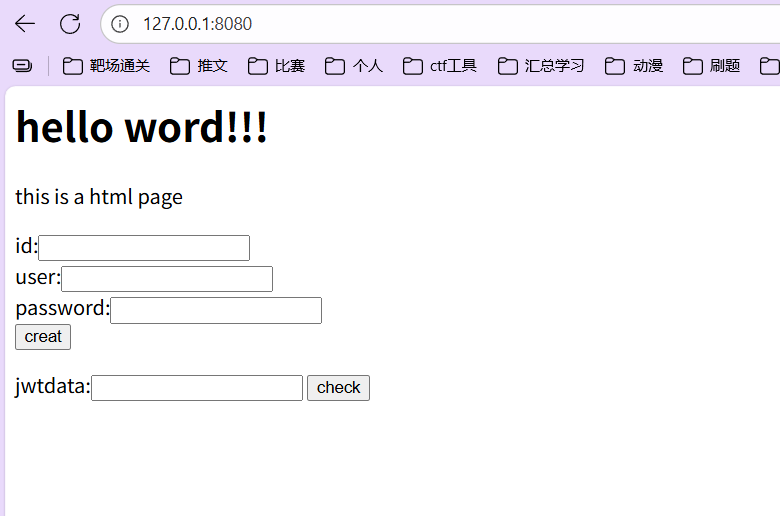 127.0.0.1:8080
靶场通关 推文 比赛 个人 ctf工具 汇总学习 动漫 刷题
hello word!!!
this is a html page
id:
user:
password:
creat
jwtdata: check